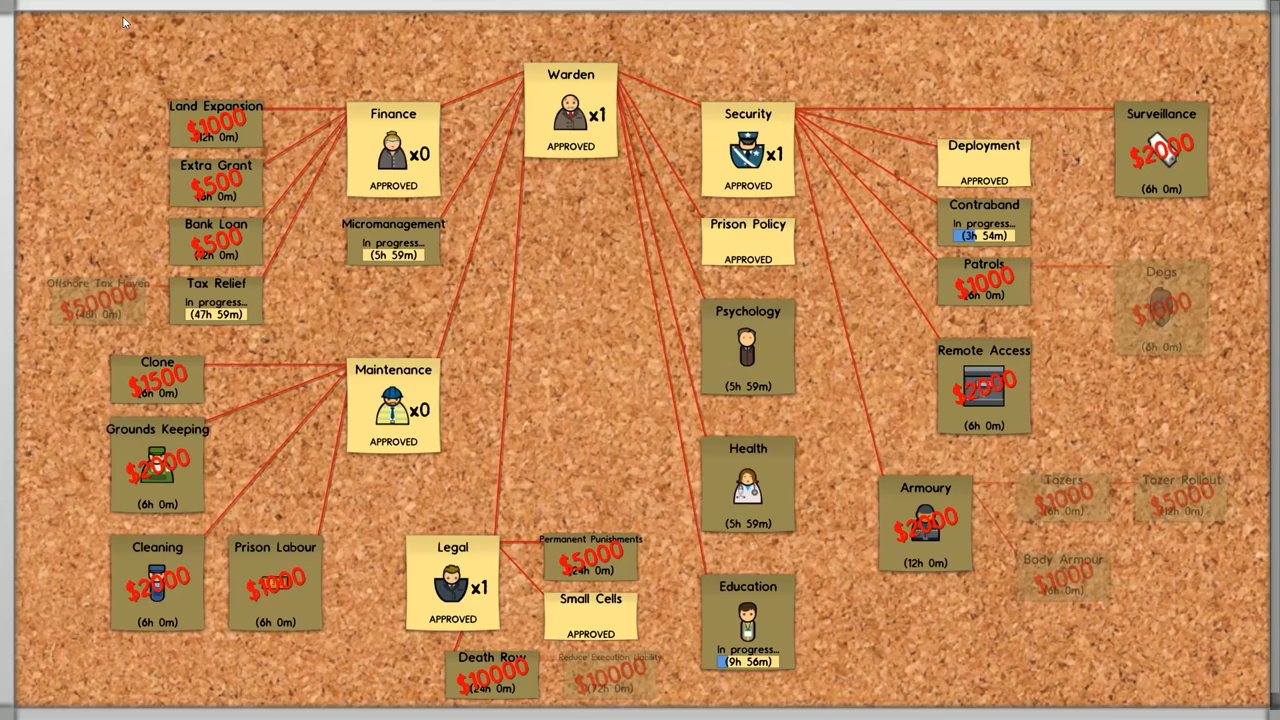 Warden
x1
APPROVED
Land Expansion
$1000
(12h 0m)
Finance
x0
APPROVED
Security
x1
APPROVED
Surveillance
$2000
(6h 0m)
Deployment
APPROVED
Extra Grant
$500
Contraband
In progress...
(3h 54m)
Bank Loan
$500
Micromanagement
In progress...
(5h 59m)
Prison Policy
APPROVED
Patrols
$1000
(6h 0m)
Dogs
$1000
(6h 0m)
Offshore Tax Haven
$50000
(48h 0m)
Tax Relief
In progress...
(47h 59m)
Psychology
(5h 59m)
Remote Access
$2000
(6h 0m)
Clone
$1500
(6h 0m)
Maintenance
x0
APPROVED
Grounds Keeping
$2000
(6h 0m)
Health
(5h 59m)
Armoury
$2000
(12h 0m)
Tazers
$1000
(6h 0m)
Tazer Rollout
$5000
(12h 0m)
Cleaning
$2000
(6h 0m)
Prison Labour
$1000
(6h 0m)
Legal
x1
APPROVED
Permanent Punishments
$5000
(24h 0m)
Small Cells
APPROVED
Body Armour
$1000
(6h 0m)
Education
In progress...
(9h 56m)
Death Row
$10000
(24h 0m)
Reduce Execution Liability
$10000
(72h 0m)